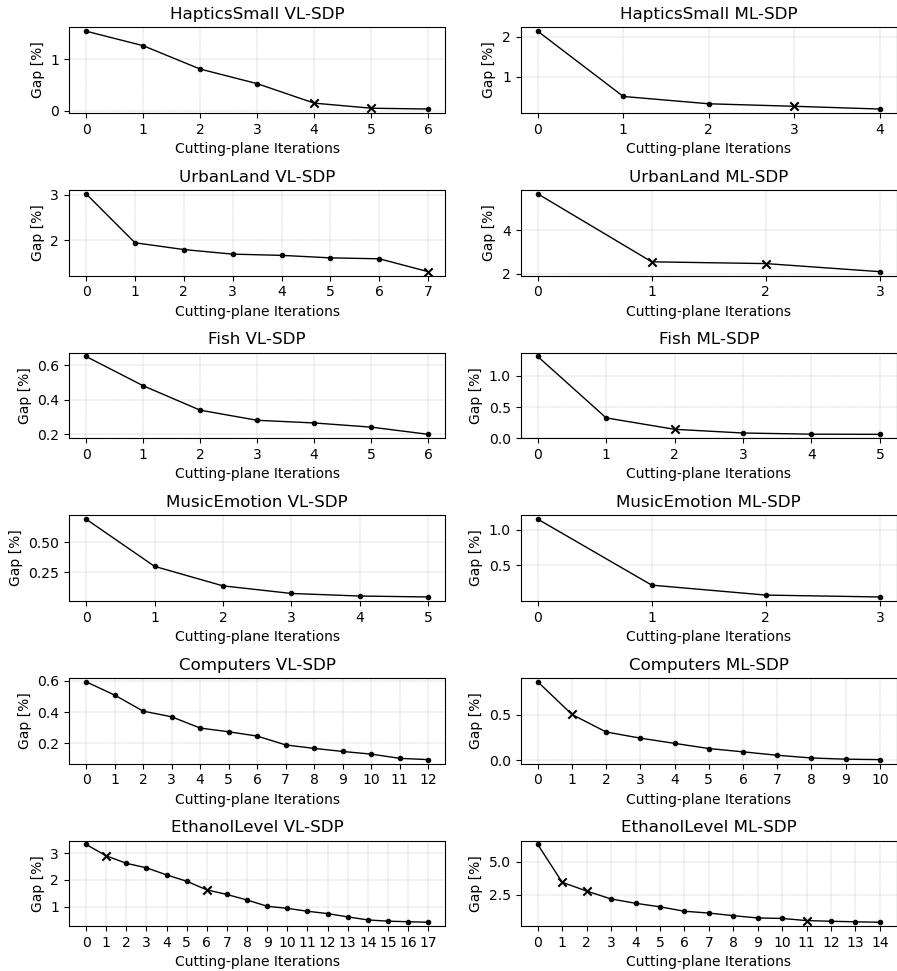 HapticsSmall VL-SDP
Gap [%]
1
0
0 1 2 3 4 5 6
Cutting-plane Iterations
HapticsSmall ML-SDP
Gap [%]
2
1
0 1 2 3 4
Cutting-plane Iterations
UrbanLand VL-SDP
Gap [%]
3
2
0 1 2 3 4 5 6 7
Cutting-plane Iterations
UrbanLand ML-SDP
Gap [%]
4
2
0 1 2 3
Cutting-plane Iterations
Fish VL-SDP
Gap [%]
0.6
0.4
0.2
0 1 2 3 4 5 6
Cutting-plane Iterations
Fish ML-SDP
Gap [%]
1.0
0.5
0.0
0 1 2 3 4 5
Cutting-plane Iterations
MusicEmotion VL-SDP
Gap [%]
0.50
0.25
0 1 2 3 4 5
Cutting-plane Iterations
MusicEmotion ML-SDP
Gap [%]
1.0
0.5
0 1 2 3
Cutting-plane Iterations
Computers VL-SDP
Gap [%]
0.6
0.4
0.2
0 1 2 3 4 5 6 7 8 9 10 11 12
Cutting-plane Iterations
Computers ML-SDP
Gap [%]
0.5
0.0
0 1 2 3 4 5 6 7 8 9 10
Cutting-plane Iterations
EthanolLevel VL-SDP
Gap [%]
3
2
1
0 1 2 3 4 5 6 7 8 9 10 11 12 13 14 15 16 17
Cutting-plane Iterations
EthanolLevel ML-SDP
Gap [%]
5.0
2.5
0 1 2 3 4 5 6 7 8 9 10 11 12 13 14
Cutting-plane Iterations